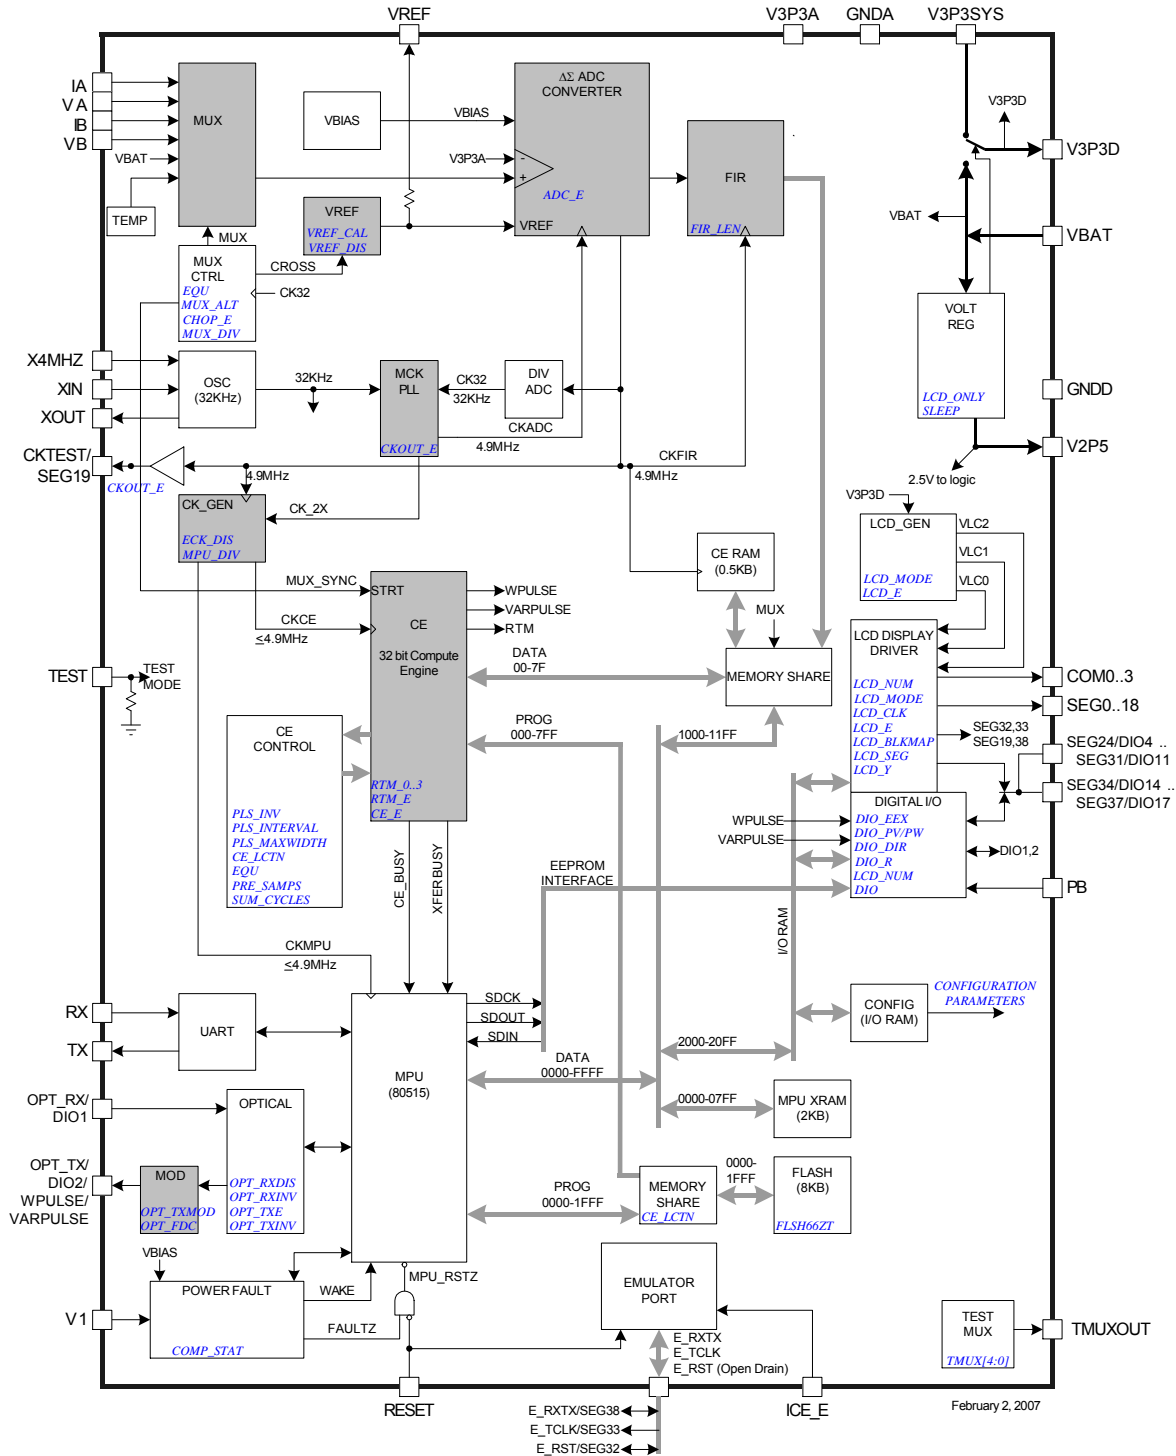 VREF
V3P3A
GNDA
V3P3SYS
IA
VA
IB
VB
VBAT
TEMP
MUX
MUX
MUX
CTRL
EQU
MUX_ALT
CHOP_E
MUX_DIV
CROSS
CK32
VBIAS
VBIAS
V3P3A
VREF
VREF_CAL
VREF_DIS
ΔΣ ADC
CONVERTER
-
+
ADC_E
VREF
FIR
FIR_LEN
V3P3D
V3P3D
VBAT
VBAT
VOLT
REG
LCD_ONLY
SLEEP
GNDD
V2P5
2.5V to logic
X4MHZ
XIN
XOUT
OSC
(32KHz)
32KHz
MCK
PLL
CKOUT_E
CK32
32KHz
DIV
ADC
CKADC
4.9MHz
CKTEST/
SEG19
CKOUT_E
4.9MHz
CKFIR
4.9MHz
CK_GEN
ECK_DIS
MPU_DIV
CK_2X
MUX_SYNC
CKCE
≤4.9MHz
STRT
CE
32 bit Compute
Engine
RTM_0..3
RTM_E
CE_E
WPULSE
VARPULSE
RTM
DATA
00-7F
PROG
000-7FF
CE RAM
(0.5KB)
MUX
MEMORY SHARE
1000-11FF
V3P3D
LCD_GEN
LCD_MODE
LCD_E
VLC2
VLC1
VLC0
LCD DISPLAY
DRIVER
LCD_NUM
LCD_MODE
LCD_CLK
LCD_E
LCD_BLKMAP
LCD_SEG
LCD_Y
COM0..3
SEG0..18
SEG32,33
SEG19,38
SEG24/DIO4 ..
SEG31/DIO11
SEG34/DIO14 ..
SEG37/DIO17
DIGITAL I/O
DIO_EEX
DIO_PV/PW
DIO_DIR
DIO_R
LCD_NUM
DIO
WPULSE
VARPULSE
DIO1,2
PB
TEST
TEST
MODE
CE
CONTROL
PLS_INV
PLS_INTERVAL
PLS_MAXWIDTH
CE_LCTN
EQU
PRE_SAMPS
SUM_CYCLES
CE_BUSY
XFER BUSY
EEPROM
INTERFACE
I/O RAM
CKMPU
≤4.9MHz
RX
TX
UART
MPU
(80515)
SDCK
SDOUT
SDIN
DATA
0000-FFFF
2000-20FF
CONFIG
(I/O RAM)
CONFIGURATION
PARAMETERS
0000-07FF
MPU XRAM
(2KB)
OPT_RX/
DIO1
OPTICAL
OPT_RXDIS
OPT_RXINV
OPT_TXE
OPT_TXINV
OPT_TX/
DIO2/
WPULSE/
VARPULSE
MOD
OPT_TXMOD
OPT_FDC
PROG
0000-1FFF
MEMORY
SHARE
CE_LCTN
0000-
1FFF
FLASH
(8KB)
FLSH66ZT
VBIAS
V1
POWER FAULT
COMP_STAT
WAKE
FAULTZ
MPU_RSTZ
EMULATOR
PORT
E_RXTX
E_TCLK
E_RST (Open Drain)
TEST
MUX
TMUX[4:0]
TMUXOUT
RESET
ICE_E
February 2, 2007
E_RXTX/SEG38
E_TCLK/SEG33
E_RST/SEG32